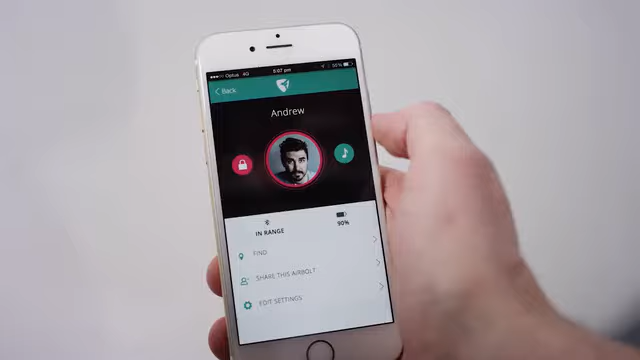 Optus 4G 5:07 pm
Back
Andrew
IN RANGE 90%
FIND
SHARE THIS AIRBOLT
EDIT SETTINGS